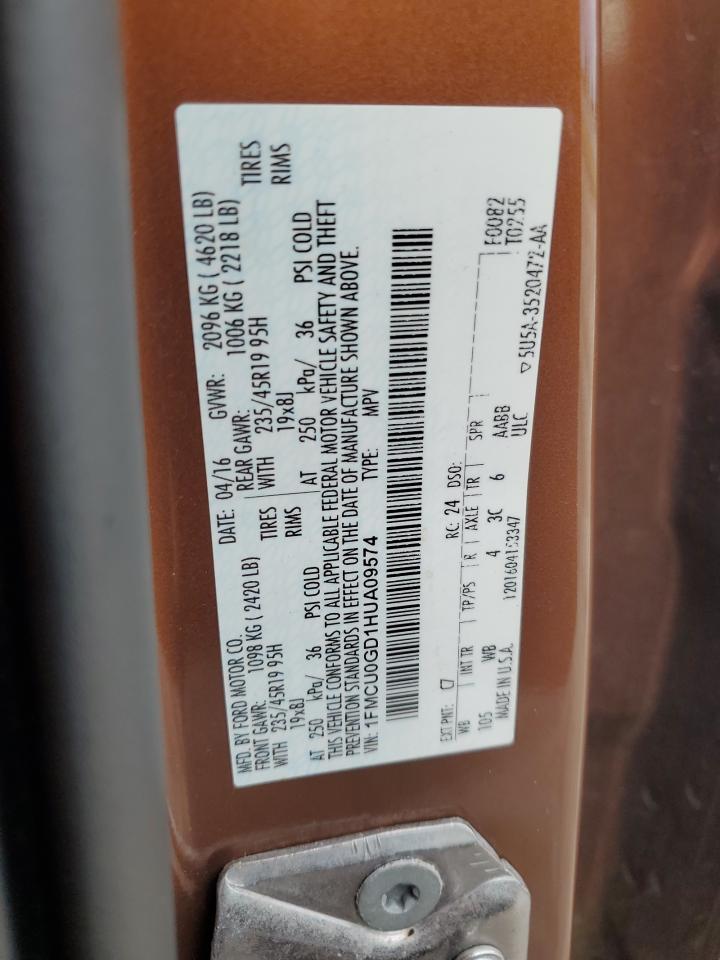 MFD. BY FORD MOTOR CO. DATE: 04/16 GVWR: 2096 KG ( 4620 LB)
FRONT GAWR: 1098 KG ( 2420 LB) REAR GAWR: 1006 KG ( 2218 LB)
WITH 235/45R19 95H TIRES WITH 235/45R19 95H TIRES
19x8J RIMS 19x8J RIMS
AT 250 kPa/ 36 PSI COLD AT 250 kPa/ 36 PSI COLD
THIS VEHICLE CONFORMS TO ALL APPLICABLE FEDERAL MOTOR VEHICLE SAFETY AND THEFT
PREVENTION STANDARDS IN EFFECT ON THE DATE OF MANUFACTURE SHOWN ABOVE.
VIN: 1FMCU0GD1HUA09574 TYPE: MPV
F0082
EXT PNT: RC: 24 DSO: T0255
WB INT TR TP/PS R AXLE TR SPR
105 WB 4 3C 6 AABB
MADE IN U.S.A. ULC
▽5U5A-3520472-AA